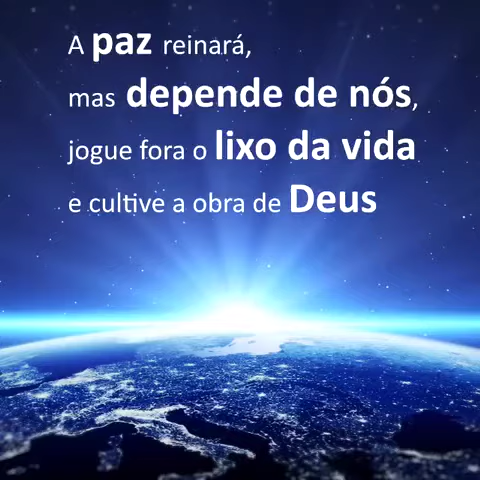 A paz reinará,
mas depende de nós,
jogue fora o lixo da vida
e cultive a obra de Deus